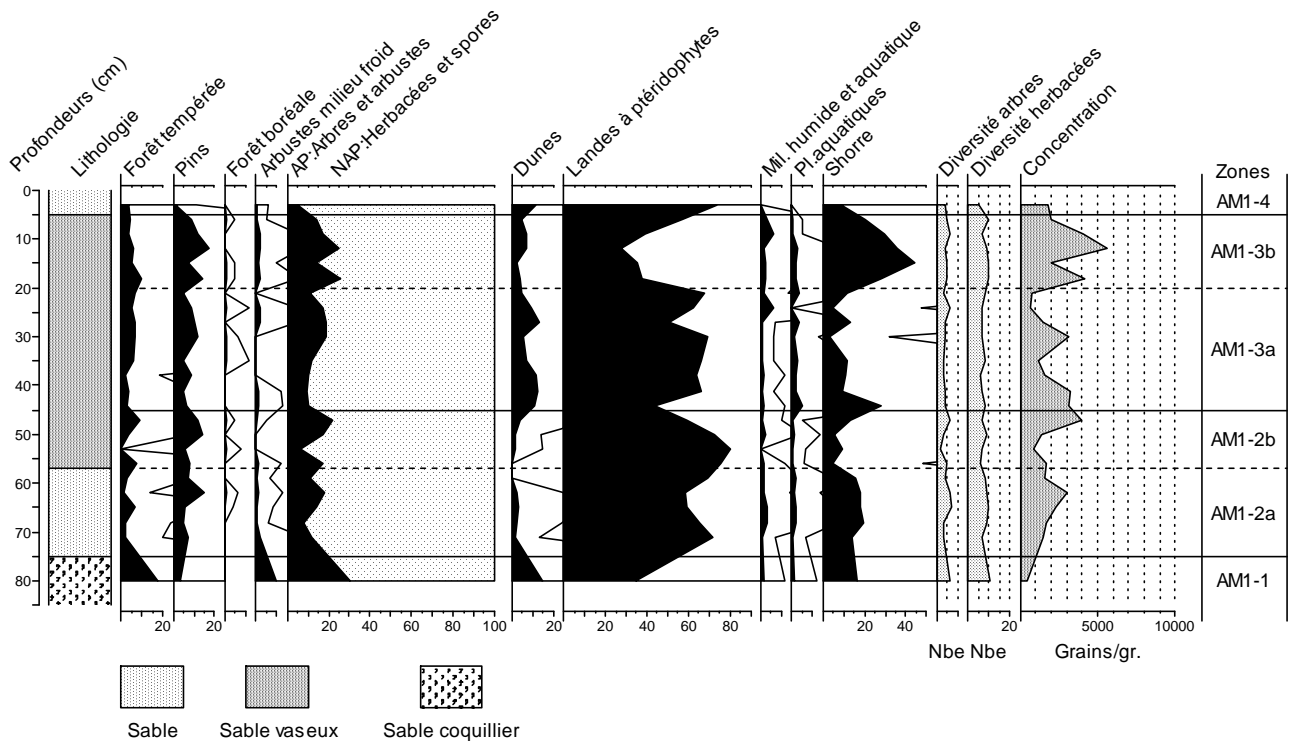 Profondeurs (cm)
Lithologie
Forêt tempérée
Pins
Forêt boréale
Arbustes milieu froid
AP:Arbres et arbustes
NAP:Herbacées et spores
Dunes
Landes à ptéridophytes
Mil. humide et aquatique
Pl.aquatiques
Shorre
Diversité arbres
Diversité herbacées
Concentration
Zones
0
10
20
30
40
50
60
70
80
AM1-4
AM1-3b
AM1-3a
AM1-2b
AM1-2a
AM1-1
20 20 20 40 60 80 100 20 20 40 60 80 20 40 20 5000 10000
Nbe Nbe Grains/gr.
Sable Sable vaseux Sable coquillier